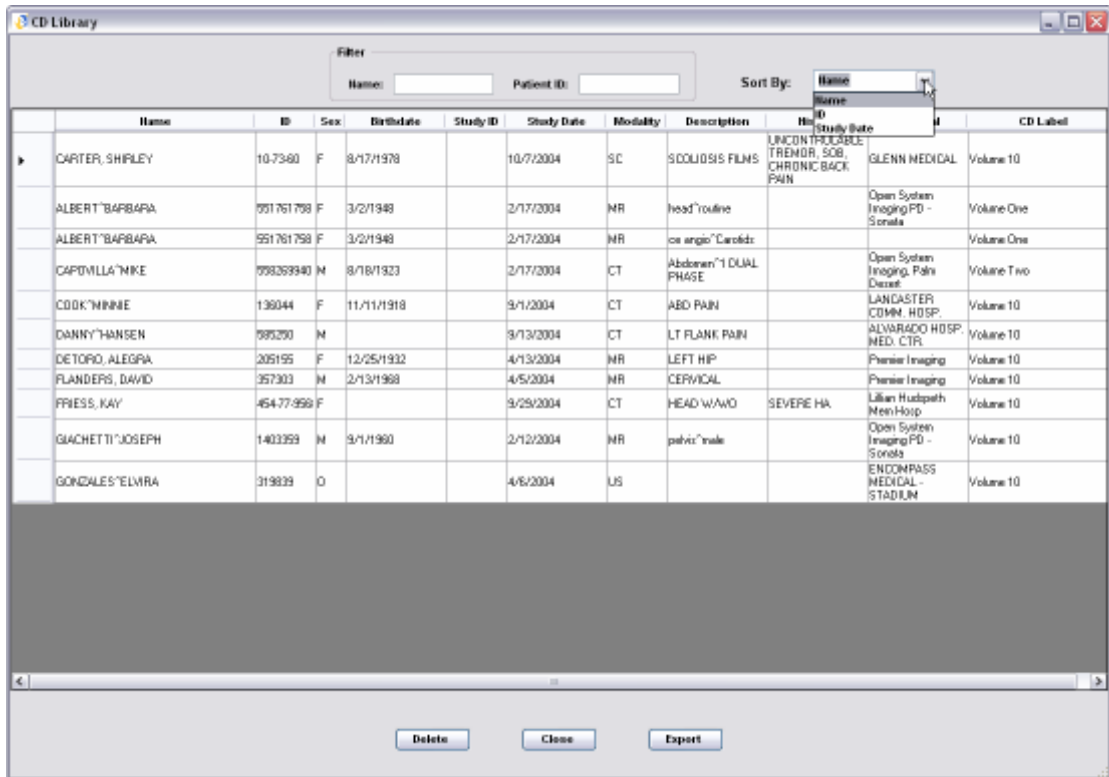 CD Library
Filter
Name: Patient ID: Sort By: Name
Name
ID
Study Date
Name ID Sex Birthdate Study ID Study Date Modality Description CD Label
CARTER, SHIRLEY 10-73-60 F 8/17/1978 10/7/2004 SC SCOLIOSIS FILMS UNCONTROLABLE TREMOR, SOB, CHRONIC BACK PAIN GLENN MEDICAL Volume 10
ALBERT^BARBARA 551761758 F 3/2/1948 2/17/2004 MR head^routine Open System Imaging PD - Sonata Volume One
ALBERT^BARBARA 551761758 F 3/2/1948 2/17/2004 MR ce angio^Carotids Volume One
CAPOVILLA^MIKE 558269940 M 8/18/1923 2/17/2004 CT Abdomen^1 DUAL PHASE Open System Imaging, Palm Desert Volume Two
COOK^MINNIE 136044 F 11/11/1918 9/1/2004 CT ABD PAIN LANCASTER COMM. HOSP. Volume 10
DANNY^HANSEN 585250 M 9/13/2004 CT LT FLANK PAIN ALVARADO HOSP. MED. CTR. Volume 10
DETORO, ALEGRA 205155 F 12/25/1932 4/13/2004 MR LEFT HIP Premier Imaging Volume 10
FLANDERS, DAVID 357303 M 2/13/1968 4/5/2004 MR CERVICAL Premier Imaging Volume 10
FRIESS, KAY 454-77-956 F 9/29/2004 CT HEAD W/WO SEVERE HA Lillian Hudspeth Mem Hosp Volume 10
GIACHETTI^JOSEPH 1403359 M 9/1/1960 2/12/2004 MR pelvis^male Open System Imaging PD - Sonata Volume 10
GONZALES^ELVIRA 319839 O 4/6/2004 US ENCOMPASS MEDICAL - STADIUM Volume 10
Delete Close Export